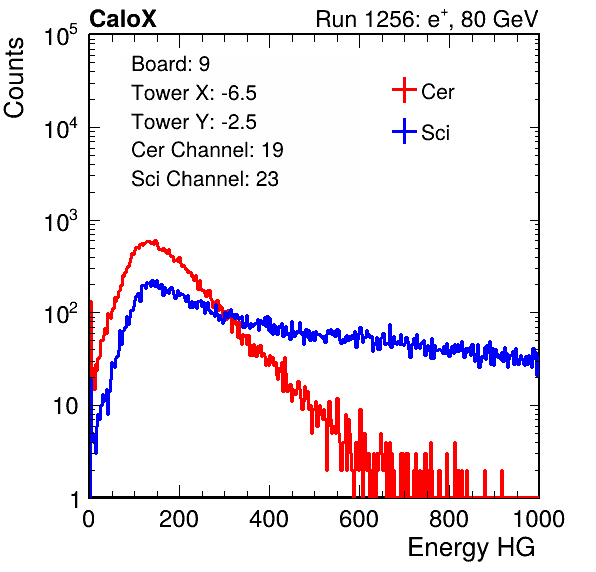 CaloX Run 1256: e⁺, 80 GeV
Counts
Board: 9
Tower X: -6.5
Tower Y: -2.5
Cer Channel: 19
Sci Channel: 23
Cer
Sci
10⁵
10⁴
10³
10²
10
1
0 200 400 600 800 1000
Energy HG